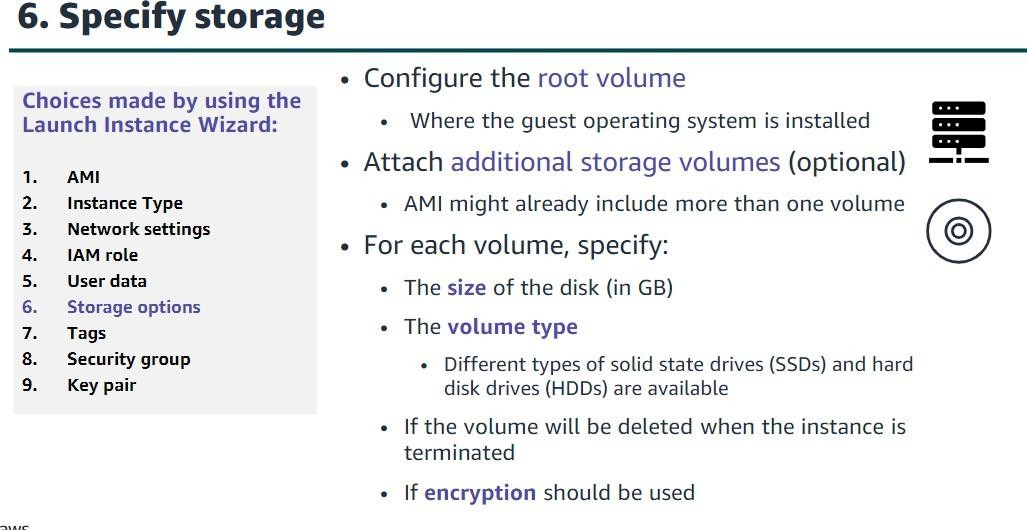 6. Specify storage
Choices made by using the
Launch Instance Wizard:
1. AMI
2. Instance Type
3. Network settings
4. IAM role
5. User data
6. Storage options
7. Tags
8. Security group
9. Key pair
• Configure the root volume
• Where the guest operating system is installed
• Attach additional storage volumes (optional)
• AMI might already include more than one volume
• For each volume, specify:
• The size of the disk (in GB)
• The volume type
• Different types of solid state drives (SSDs) and hard
disk drives (HDDs) are available
• If the volume will be deleted when the instance is
terminated
• If encryption should be used
aws